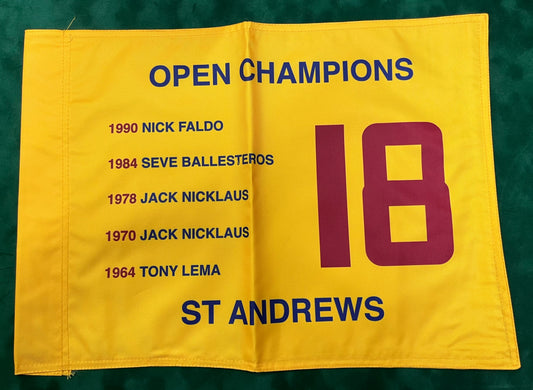 OPEN CHAMPIONS
1990 NICK FALDO
1984 SEVE BALLESTEROS
1978 JACK NICKLAUS
1970 JACK NICKLAUS
1964 TONY LEMA
18
ST ANDREWS